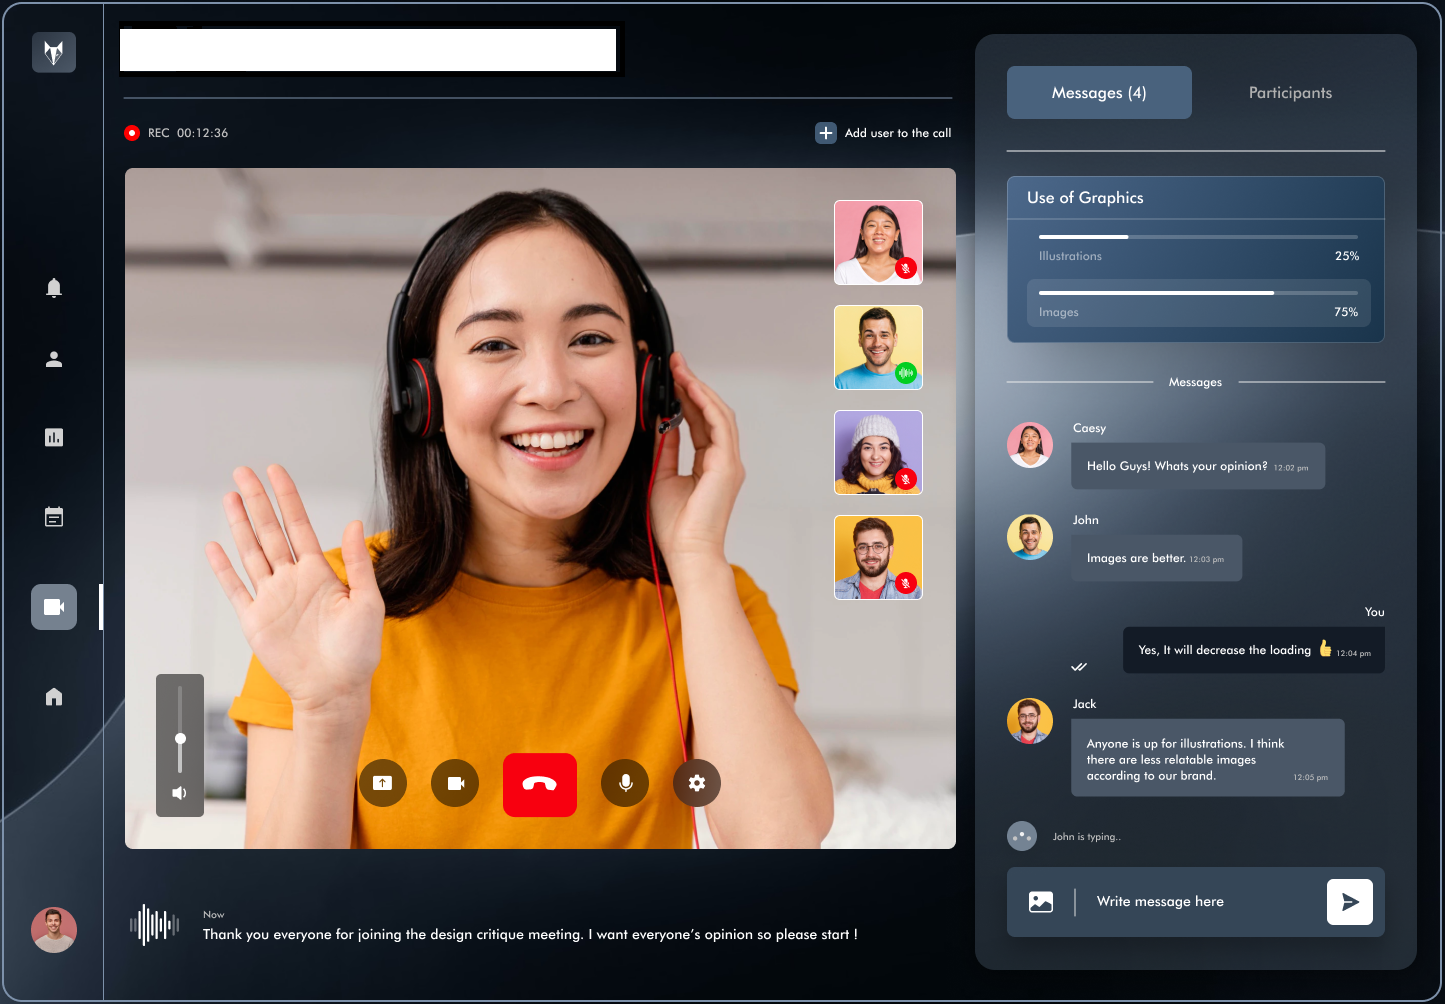 REC 00:12:36
Add user to the call
Messages (4)
Participants
Use of Graphics
Illustrations 25%
Images 75%
Messages
Caesy
Hello Guys! Whats your opinion? 12:02 pm
John
Images are better. 12:03 pm
You
Yes, It will decrease the loading 👍 12:04 pm
Jack
Anyone is up for illustrations. I think
there are less relatable images
according to our brand. 12:05 pm
John is typing..
Write message here
Now
Thank you everyone for joining the design critique meeting. I want everyone’s opinion so please start !